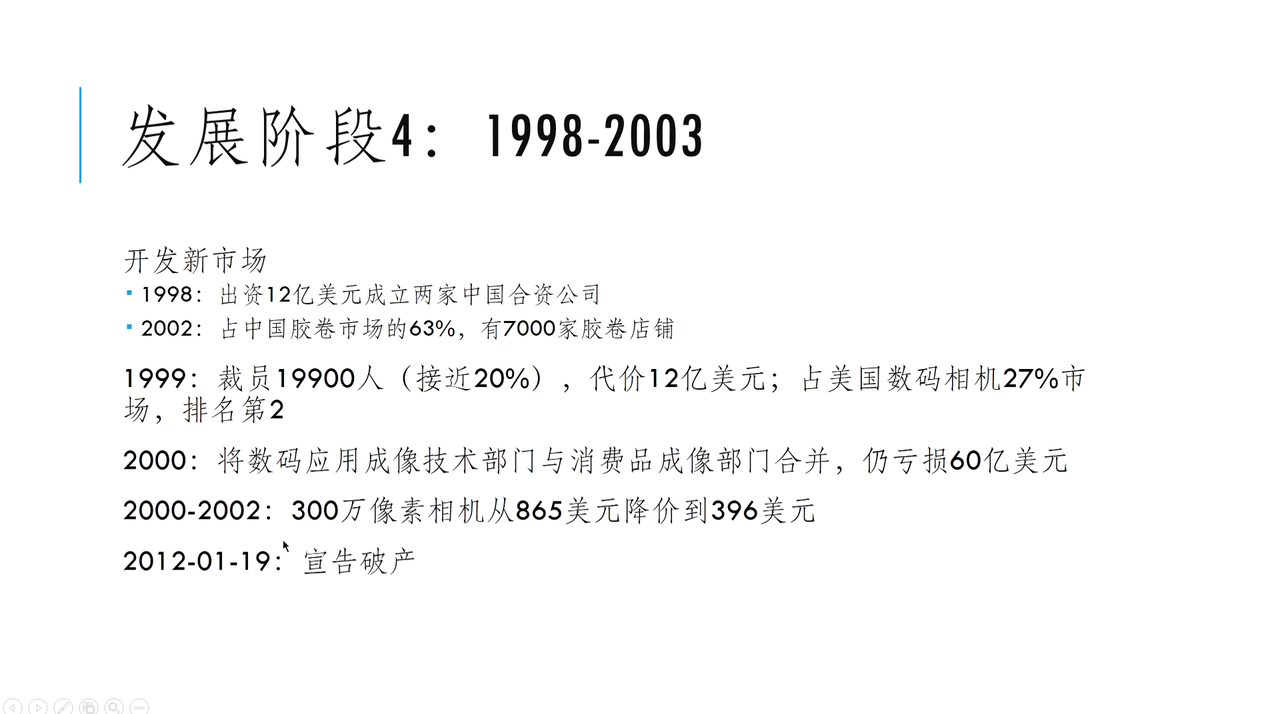 发展阶段4：1998-2003
开发新市场
1998：出资12亿美元成立两家中国合资公司
2002：占中国胶卷市场的63%，有7000家胶卷店铺
1999：裁员19900人（接近20%），代价12亿美元；占美国数码相机27%市
场，排名第2
2000：将数码应用成像技术部门与消费品成像部门合并，仍亏损60亿美元
2000-2002：300万像素相机从865美元降价到396美元
2012-01-19：宣告破产